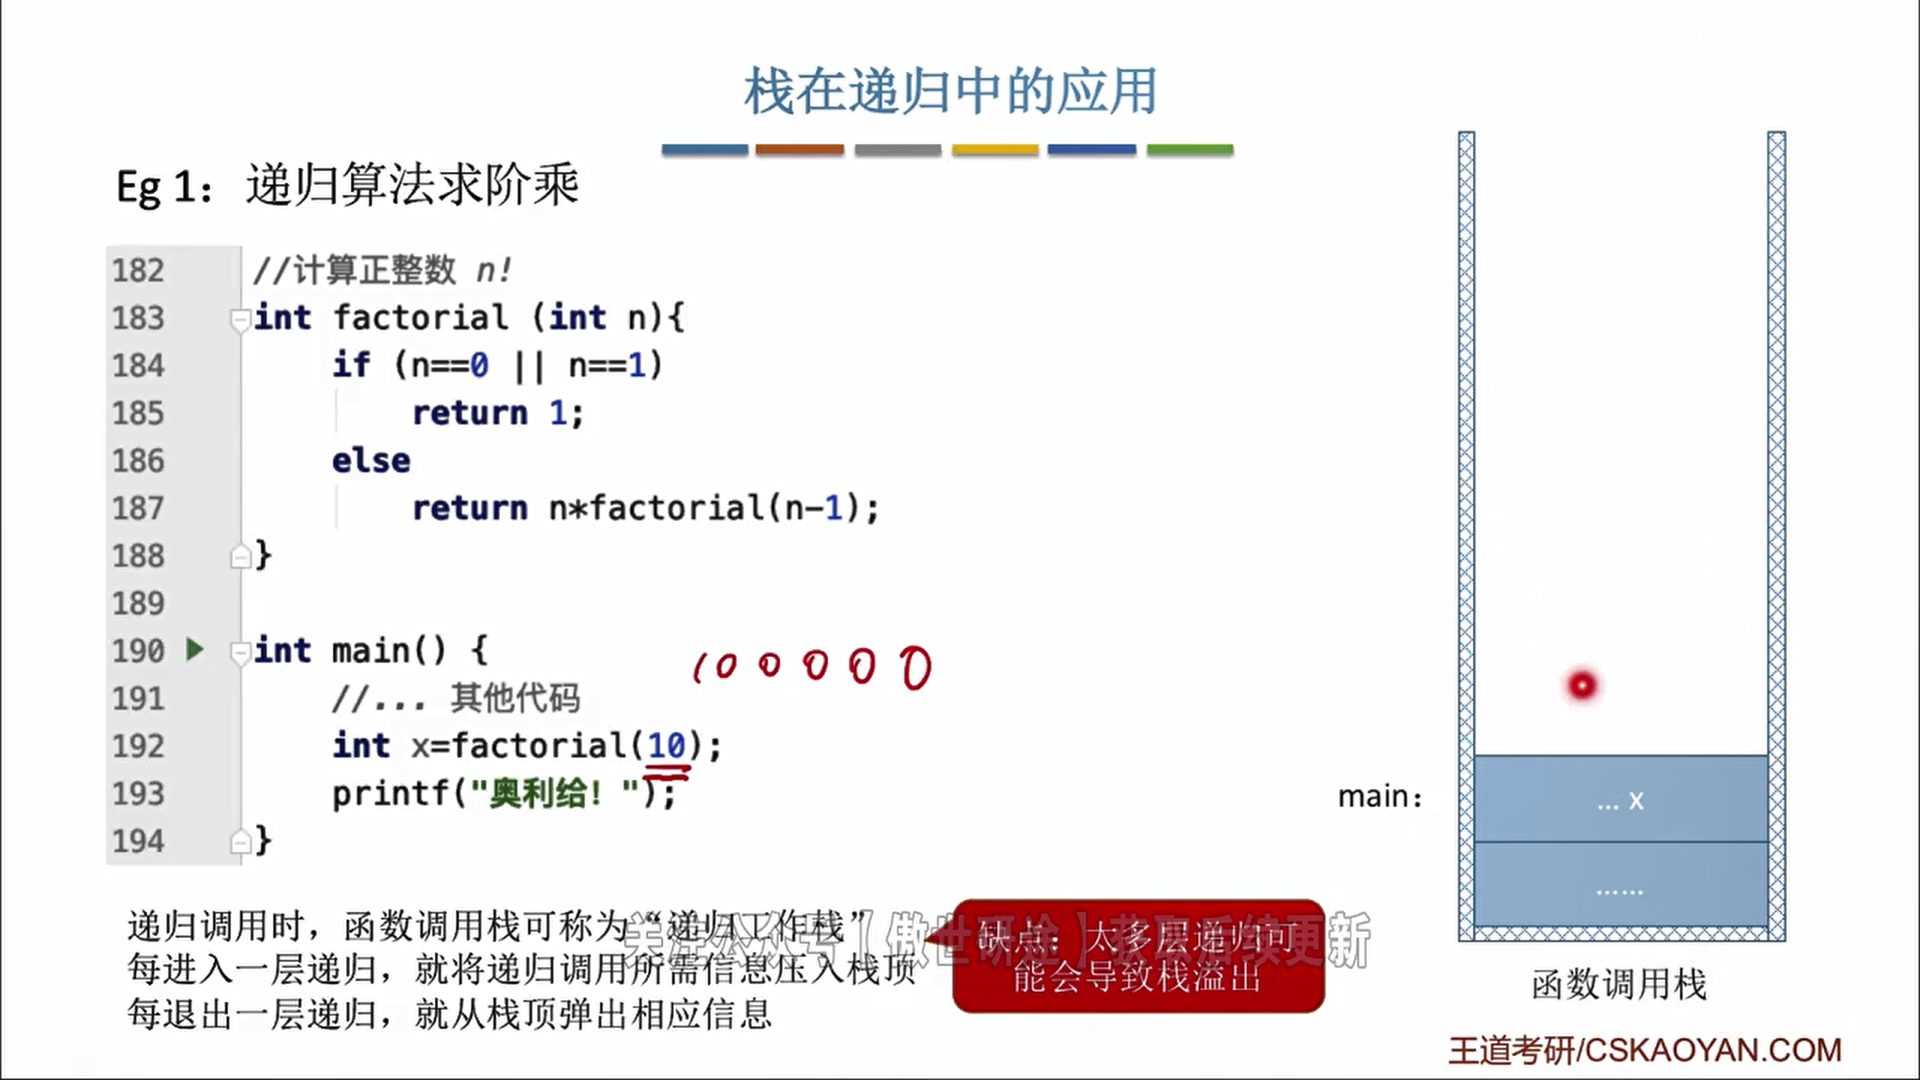 栈在递归中的应用
Eg 1：递归算法求阶乘
182 //计算正整数 n!
183 int factorial (int n){
184 if (n==0 || n==1)
185 return 1;
186 else
187 return n*factorial(n-1);
188 }
189
190 int main() {
100000
191 //... 其他代码
192 int x=factorial(10);
193 printf("奥利给！");
194 }
main：
... x
......
函数调用栈
递归调用时，函数调用栈可称为“递归工作栈”
每进入一层递归，就将递归调用所需信息压入栈顶
每退出一层递归，就从栈顶弹出相应信息
缺点：太多层递归可
能会导致栈溢出
关注公众号【傲世研途】获取后续更新
王道考研/CSKAOYAN.COM